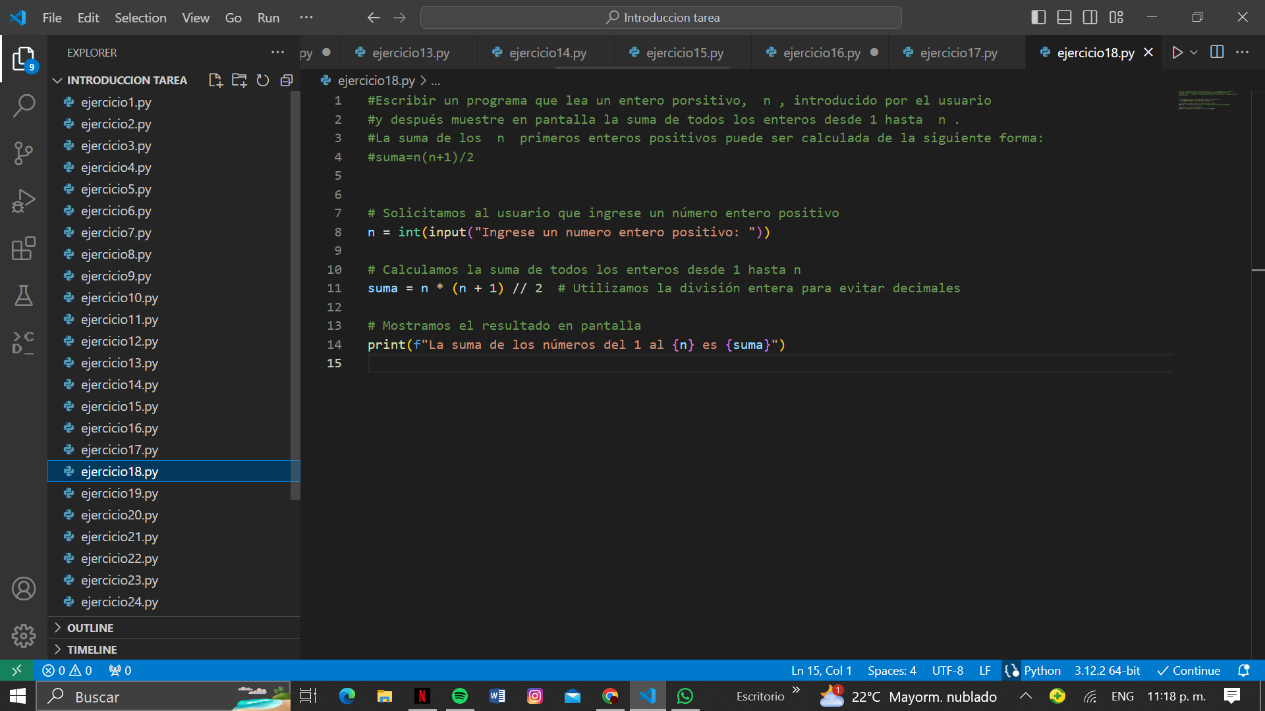 File Edit Selection View Go Run ···
Introduccion tarea
EXPLORER ···
py ejercicio13.py ejercicio14.py ejercicio15.py ejercicio16.py ejercicio17.py ejercicio18.py ···
INTRODUCCION TAREA
ejercicio18.py > ...
ejercicio1.py
ejercicio2.py
ejercicio3.py
ejercicio4.py
ejercicio5.py
ejercicio6.py
ejercicio7.py
ejercicio8.py
ejercicio9.py
ejercicio10.py
ejercicio11.py
ejercicio12.py
ejercicio13.py
ejercicio14.py
ejercicio15.py
ejercicio16.py
ejercicio17.py
ejercicio18.py
ejercicio19.py
ejercicio20.py
ejercicio21.py
ejercicio22.py
ejercicio23.py
ejercicio24.py
OUTLINE
TIMELINE
9
1 #Escribir un programa que lea un entero porsitivo,  n , introducido por el usuario
2 #y después muestre en pantalla la suma de todos los enteros desde 1 hasta  n .
3 #La suma de los  n  primeros enteros positivos puede ser calculada de la siguiente forma:
4 #suma=n(n+1)/2
5
6
7 # Solicitamos al usuario que ingrese un número entero positivo
8 n = int(input("Ingrese un numero entero positivo: "))
9
10 # Calculamos la suma de todos los enteros desde 1 hasta n
11 suma = n * (n + 1) // 2  # Utilizamos la división entera para evitar decimales
12
13 # Mostramos el resultado en pantalla
14 print(f"La suma de los números del 1 al {n} es {suma}")
15
0 0 0 Ln 15, Col 1 Spaces: 4 UTF-8 LF Python 3.12.2 64-bit Continue
Buscar Escritorio 1 22°C Mayorm. nublado ENG 11:18 p. m.